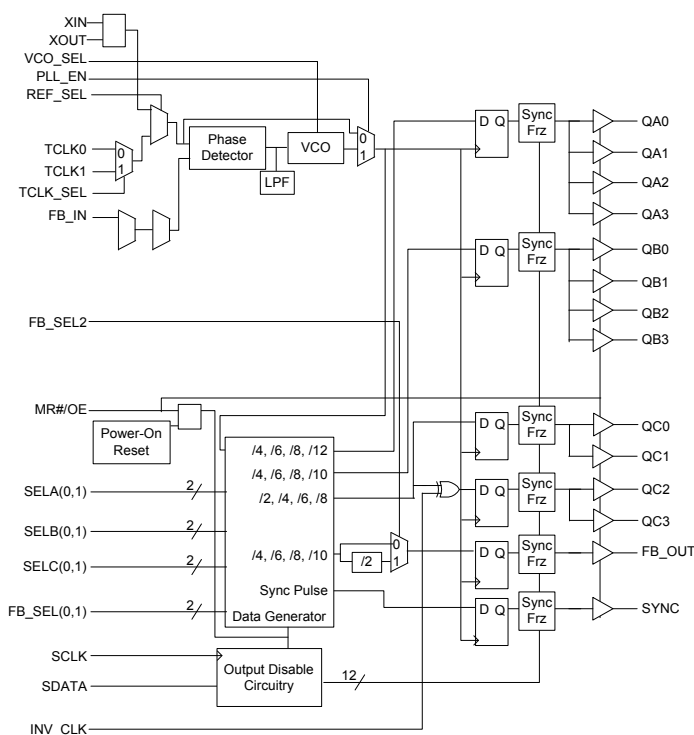 XIN
XOUT
VCO_SEL
PLL_EN
REF_SEL
TCLK0
TCLK1
TCLK_SEL
FB_IN
0
1
Phase
Detector
LPF
VCO
0
1
D Q
Sync
Frz
QA0
QA1
QA2
QA3
D Q
Sync
Frz
QB0
QB1
QB2
QB3
FB_SEL2
MR#/OE
Power-On
Reset
SELA(0,1)
2
SELB(0,1)
2
SELC(0,1)
2
FB_SEL(0,1)
2
/4, /6, /8, /12
/4, /6, /8, /10
/2, /4, /6, /8
/4, /6, /8, /10
Sync Pulse
Data Generator
/2
0
1
D Q
Sync
Frz
QC0
QC1
D Q
Sync
Frz
QC2
QC3
D Q
Sync
Frz
FB_OUT
D Q
Sync
Frz
SYNC
SCLK
SDATA
Output Disable
Circuitry
12
INV_CLK